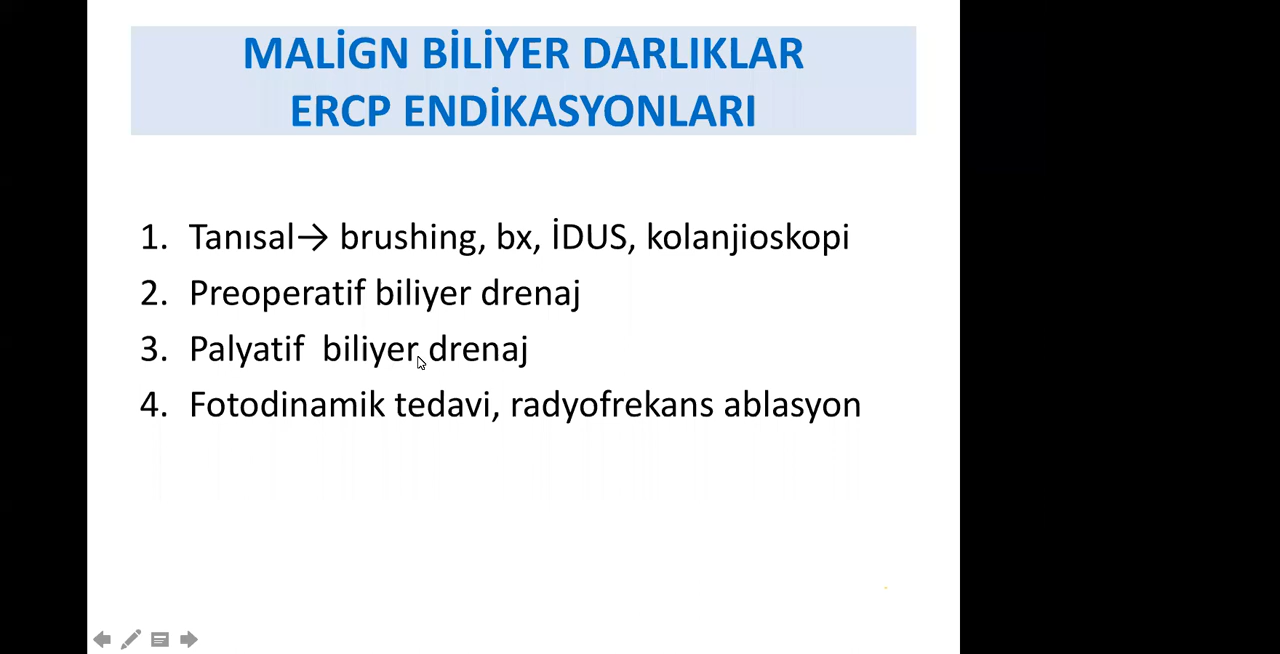 MALİGN BİLİYER DARLIKLAR
ERCP ENDİKASYONLARI
1. Tanısal→ brushing, bx, İDUS, kolanjioskopi
2. Preoperatif biliyer drenaj
3. Palyatif  biliyer drenaj
4. Fotodinamik tedavi, radyofrekans ablasyon